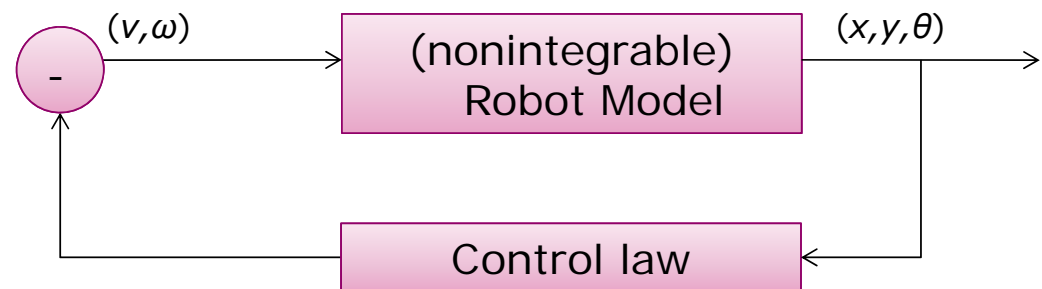 (v,ω)
(x,y,θ)
-
(nonintegrable)
Robot Model
Control law